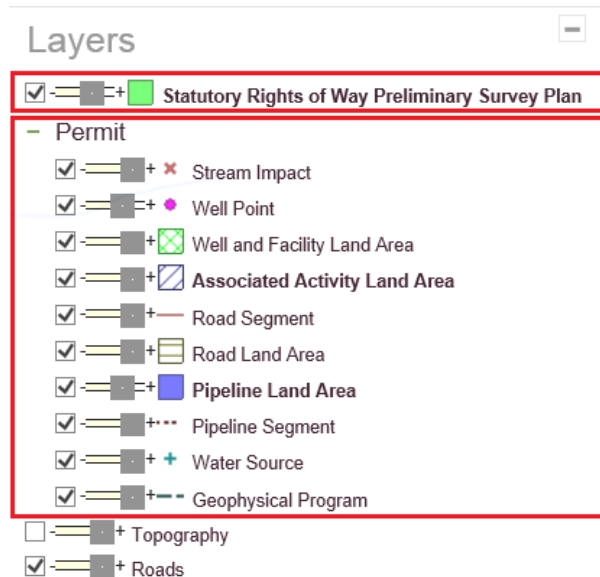 Layers
Statutory Rights of Way Preliminary Survey Plan
Permit
Stream Impact
Well Point
Well and Facility Land Area
Associated Activity Land Area
Road Segment
Road Land Area
Pipeline Land Area
Pipeline Segment
Water Source
Geophysical Program
Topography
Roads